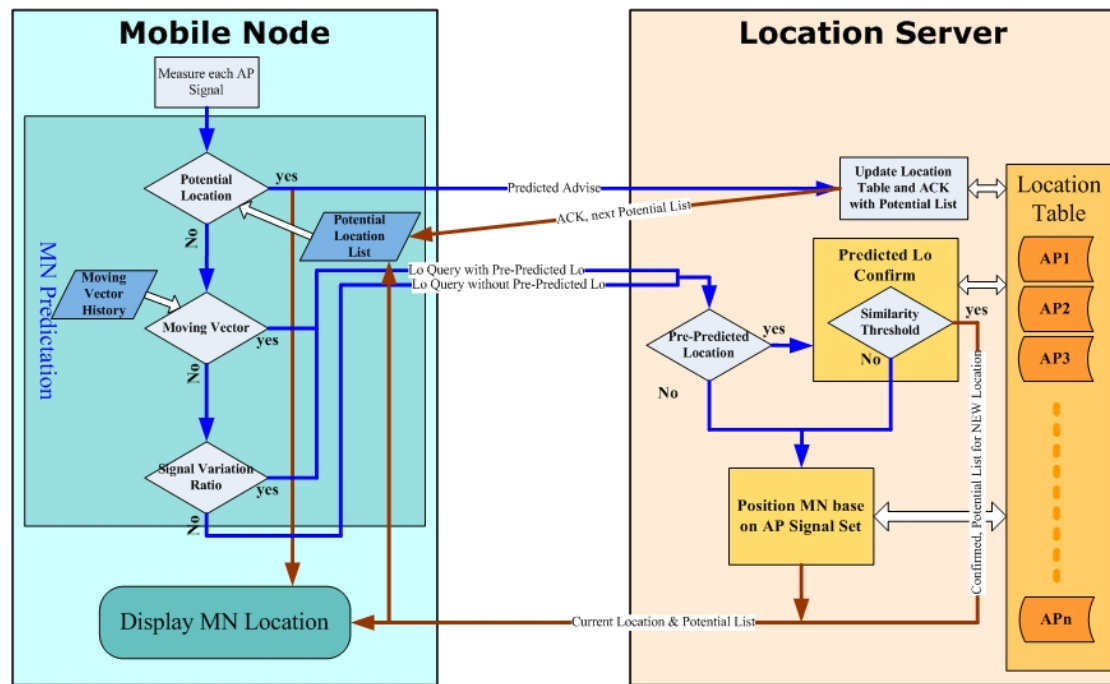 Mobile Node
Measure each AP
Signal
Potential
Location
yes
No
MN Predictation
Potential
Location
List
Moving
Vector
History
Moving Vector
yes
No
Signal Variation
Ratio
yes
No
Display MN Location
Predicted Advise
ACK, next Potential List
Lo Query with Pre-Predicted Lo
Lo Query without Pre-Predicted Lo
Current Location & Potential List
Location Server
Update Location
Table and ACK
with Potential List
Predicted Lo
Confirm
Similarity
Threshold
yes
No
Pre-Predicted
Location
yes
No
Position MN base
on AP Signal Set
Confirmed, Potential List for NEW Location
Location
Table
AP1
AP2
AP3
APn